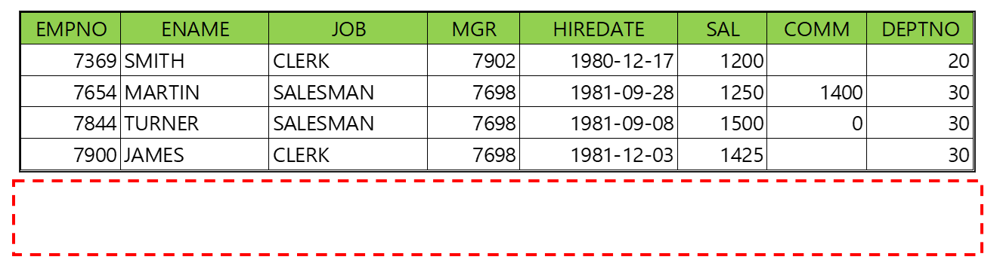 EMPNO ENAME JOB MGR HIREDATE SAL COMM DEPTNO
7369 SMITH CLERK 7902 1980-12-17 1200 20
7654 MARTIN SALESMAN 7698 1981-09-28 1250 1400 30
7844 TURNER SALESMAN 7698 1981-09-08 1500 0 30
7900 JAMES CLERK 7698 1981-12-03 1425 30